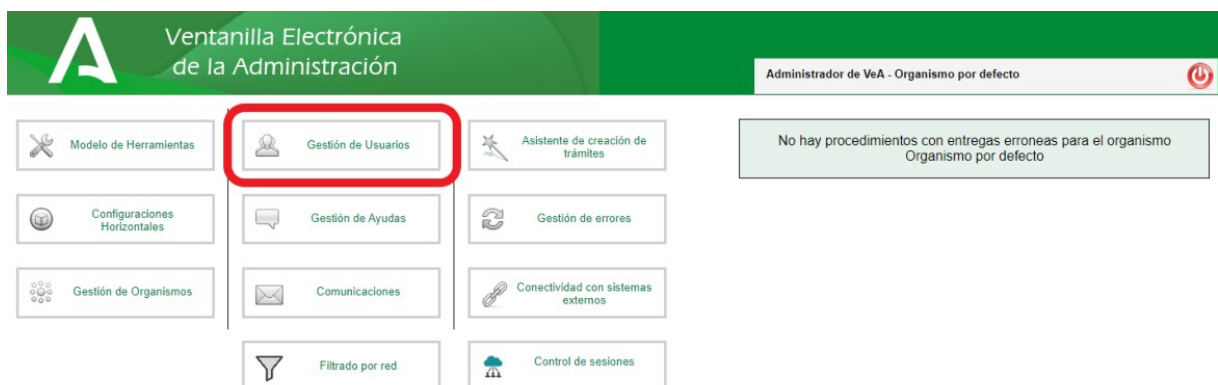 Ventanilla Electrónica
de la Administración
Administrador de VeA - Organismo por defecto
Modelo de Herramientas
Gestión de Usuarios
Asistente de creación de
trámites
No hay procedimientos con entregas erroneas para el organismo
Organismo por defecto
Configuraciones
Horizontales
Gestión de Ayudas
Gestión de errores
Gestión de Organismos
Comunicaciones
Conectividad con sistemas
externos
Filtrado por red
Control de sesiones